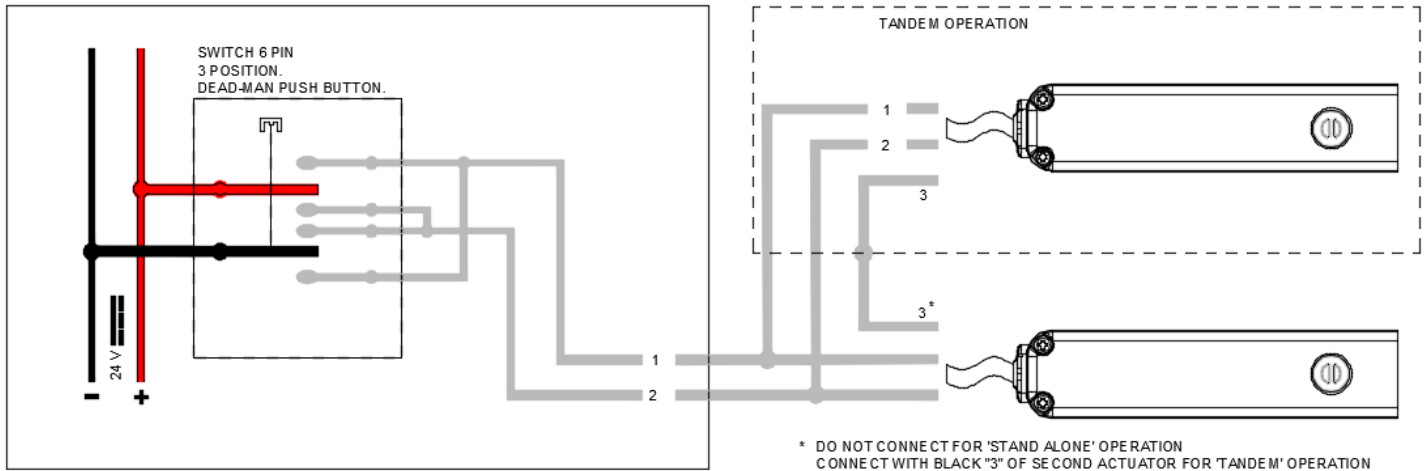 TANDEM OPERATION
SWITCH 6 PIN
3 POSITION.
DEAD-MAN PUSH BUTTON.
1
2
3
3*
24 V
- +
1
2
* DO NOT CONNECT FOR 'STAND ALONE' OPERATION
CONNECT WITH BLACK "3" OF SECOND ACTUATOR FOR 'TANDEM' OPERATION